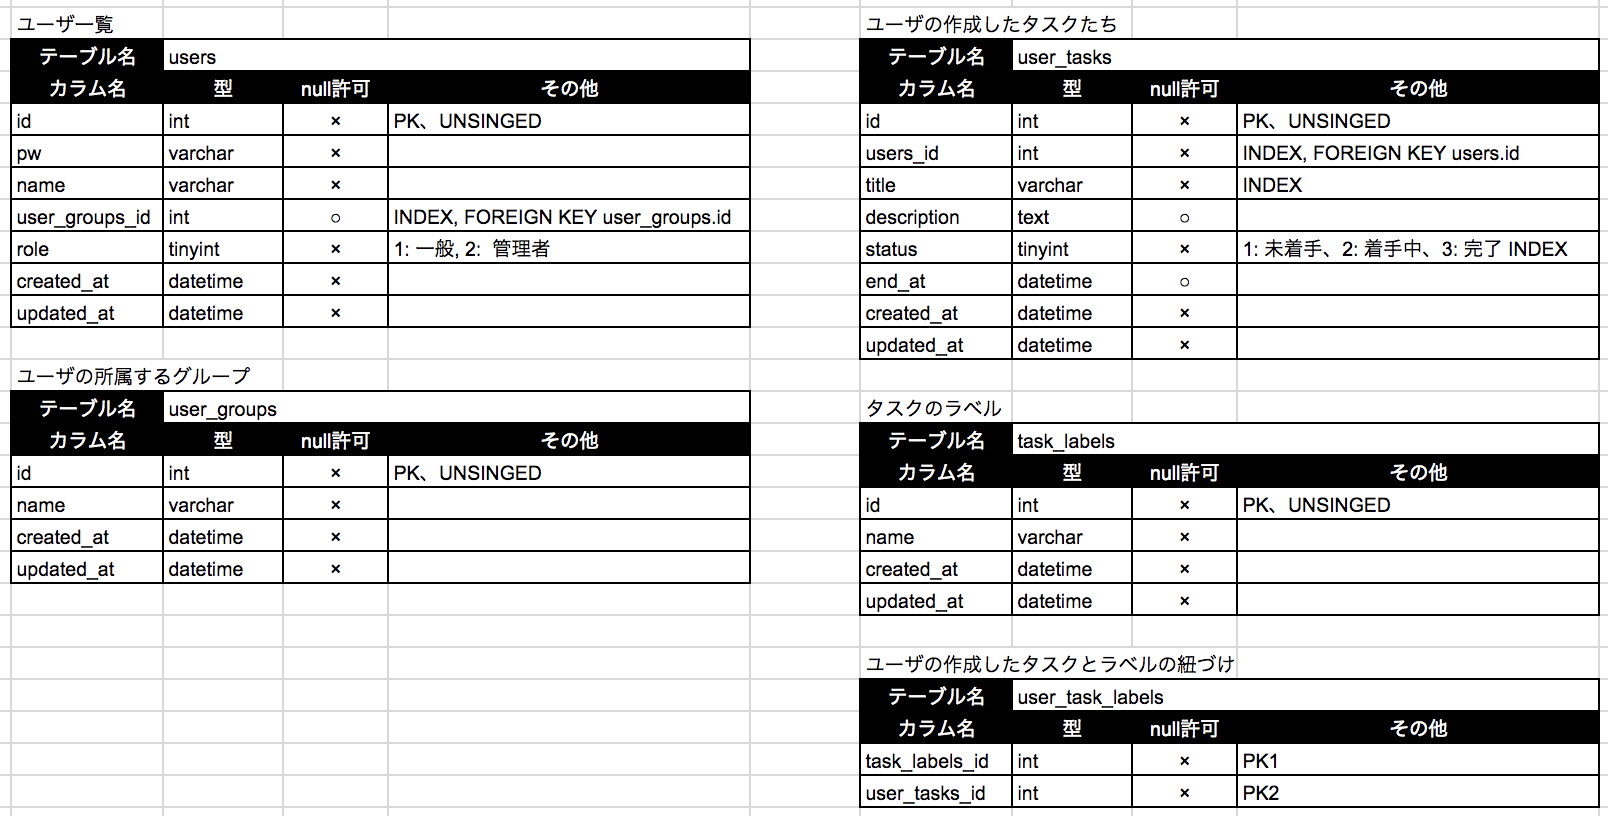 ユーザ一覧
テーブル名 users
カラム名 型 null許可 その他
id int × PK、UNSINGED
pw varchar ×
name varchar ×
user_groups_id int ○ INDEX, FOREIGN KEY user_groups.id
role tinyint × 1: 一般, 2: 管理者
created_at datetime ×
updated_at datetime ×
ユーザの所属するグループ
テーブル名 user_groups
カラム名 型 null許可 その他
id int × PK、UNSINGED
name varchar ×
created_at datetime ×
updated_at datetime ×
ユーザの作成したタスクたち
テーブル名 user_tasks
カラム名 型 null許可 その他
id int × PK、UNSINGED
users_id int × INDEX, FOREIGN KEY users.id
title varchar × INDEX
description text ○
status tinyint × 1: 未着手、2: 着手中、3: 完了 INDEX
end_at datetime ○
created_at datetime ×
updated_at datetime ×
タスクのラベル
テーブル名 task_labels
カラム名 型 null許可 その他
id int × PK、UNSINGED
name varchar ×
created_at datetime ×
updated_at datetime ×
ユーザの作成したタスクとラベルの紐づけ
テーブル名 user_task_labels
カラム名 型 null許可 その他
task_labels_id int × PK1
user_tasks_id int × PK2